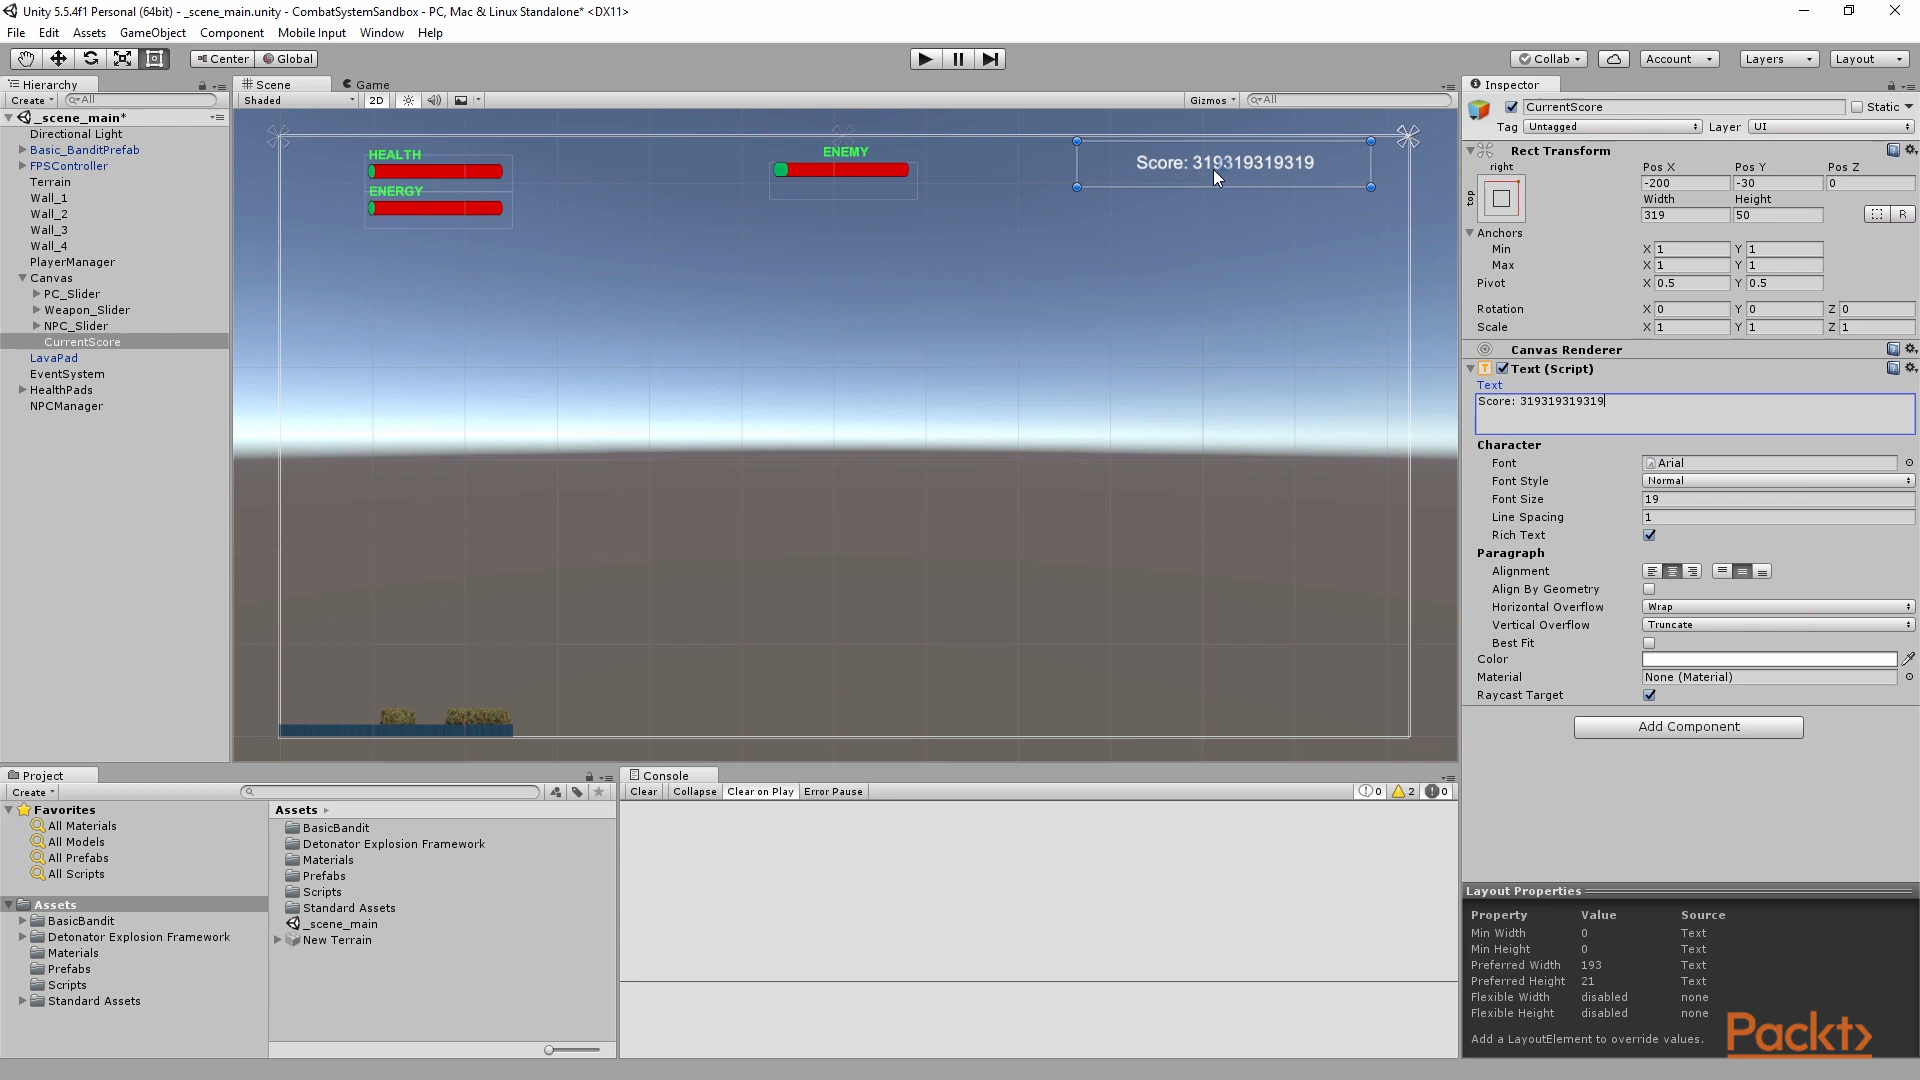 Unity 5.5.4f1 Personal (64bit) - _scene_main.unity - CombatSystemSandbox - PC, Mac & Linux Standalone* <DX11>
File Edit Assets GameObject Component Mobile Input Window Help
Center Global Collab Account Layers Layout
Hierarchy
Create All
_scene_main*
Directional Light
Basic_BanditPrefab
FPSController
Terrain
Wall_1
Wall_2
Wall_3
Wall_4
PlayerManager
Canvas
PC_Slider
Weapon_Slider
NPC_Slider
CurrentScore
LavaPad
EventSystem
HealthPads
NPCManager
Scene Game
Shaded 2D Gizmos All
HEALTH
ENERGY
ENEMY
Score: 319319319319
Inspector
CurrentScore Static
Tag Untagged Layer UI
Rect Transform
right Pos X Pos Y Pos Z
top -200 -30 0
Width Height
319 50 R
Anchors
Min X 1 Y 1
Max X 1 Y 1
Pivot X 0.5 Y 0.5
Rotation X 0 Y 0 Z 0
Scale X 1 Y 1 Z 1
Canvas Renderer
T Text (Script)
Text
Score: 319319319319
Character
Font Arial
Font Style Normal
Font Size 19
Line Spacing 1
Rich Text
Paragraph
Alignment
Align By Geometry
Horizontal Overflow Wrap
Vertical Overflow Truncate
Best Fit
Color
Material None (Material)
Raycast Target
Add Component
Layout Properties
Property Value Source
Min Width 0 Text
Min Height 0 Text
Preferred Width 193 Text
Preferred Height 21 Text
Flexible Width disabled none
Flexible Height disabled none
Add a LayoutElement to override values.
Project
Create
Favorites
All Materials
All Models
All Prefabs
All Scripts
Assets
BasicBandit
Detonator Explosion Framework
Materials
Prefabs
Scripts
Standard Assets
Assets
BasicBandit
Detonator Explosion Framework
Materials
Prefabs
Scripts
Standard Assets
_scene_main
New Terrain
Console
Clear Collapse Clear on Play Error Pause 0 2 0
Packt>